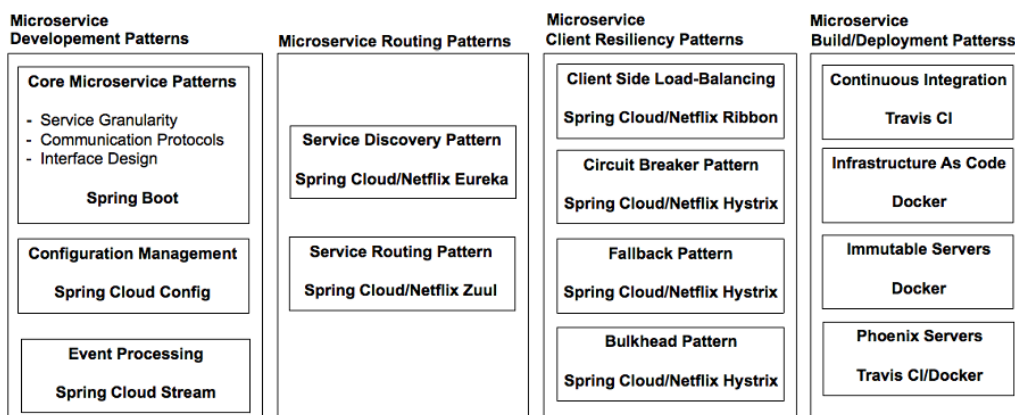 Microservice
Developement Patterns
Core Microservice Patterns
- Service Granularity
- Communication Protocols
- Interface Design
Spring Boot
Configuration Management
Spring Cloud Config
Event Processing
Spring Cloud Stream
Microservice Routing Patterns
Service Discovery Pattern
Spring Cloud/Netflix Eureka
Service Routing Pattern
Spring Cloud/Netflix Zuul
Microservice
Client Resiliency Patterns
Client Side Load-Balancing
Spring Cloud/Netflix Ribbon
Circuit Breaker Pattern
Spring Cloud/Netflix Hystrix
Fallback Pattern
Spring Cloud/Netflix Hystrix
Bulkhead Pattern
Spring Cloud/Netflix Hystrix
Microservice
Build/Deployment Patterss
Continuous Integration
Travis CI
Infrastructure As Code
Docker
Immutable Servers
Docker
Phoenix Servers
Travis CI/Docker